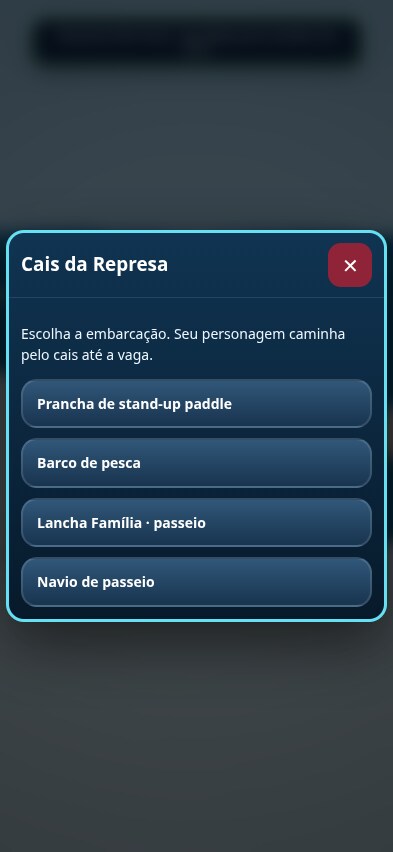 Cais da Represa
✕
Escolha a embarcação. Seu personagem caminha
pelo cais até a vaga.
Prancha de stand-up paddle
Barco de pesca
Lancha Família · passeio
Navio de passeio